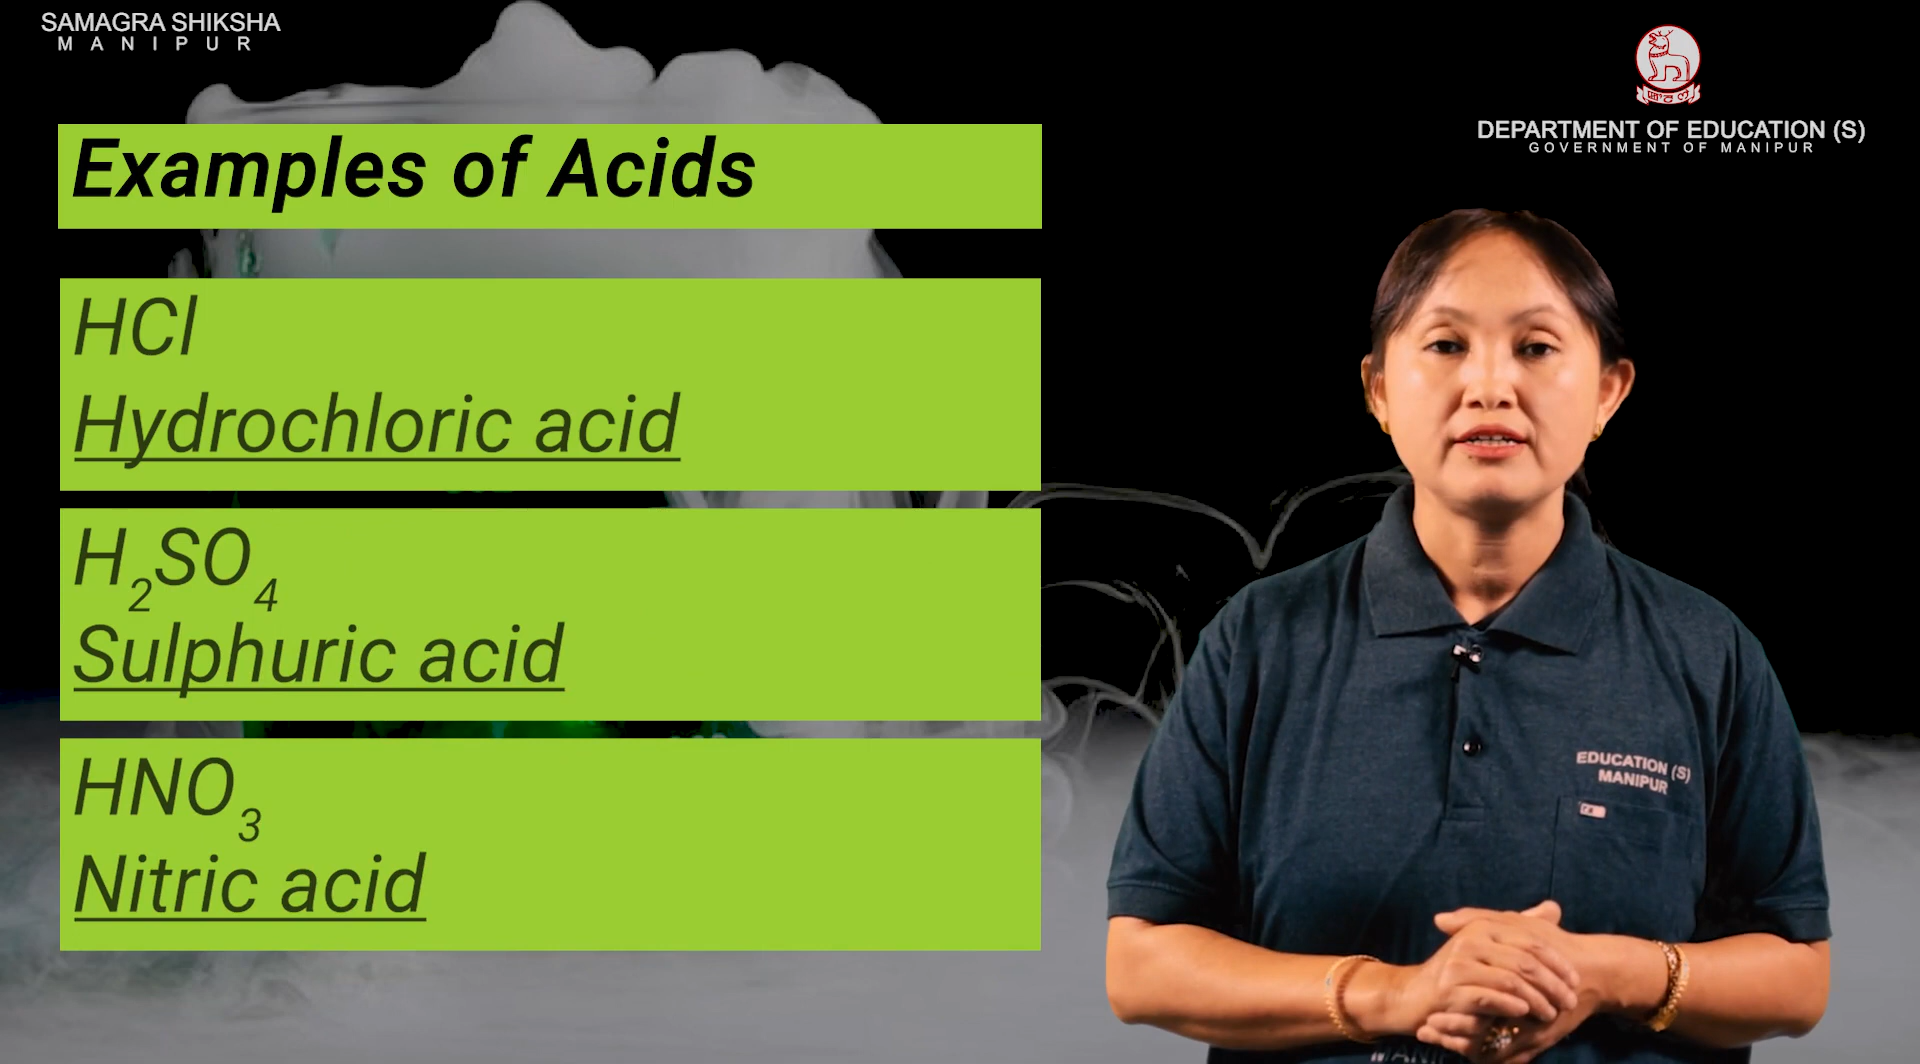 SAMAGRA SHIKSHA
MANIPUR
DEPARTMENT OF EDUCATION (S)
GOVERNMENT OF MANIPUR
Examples of Acids
HCl
Hydrochloric acid
H₂SO₄
Sulphuric acid
HNO₃
Nitric acid
EDUCATION (S)
MANIPUR